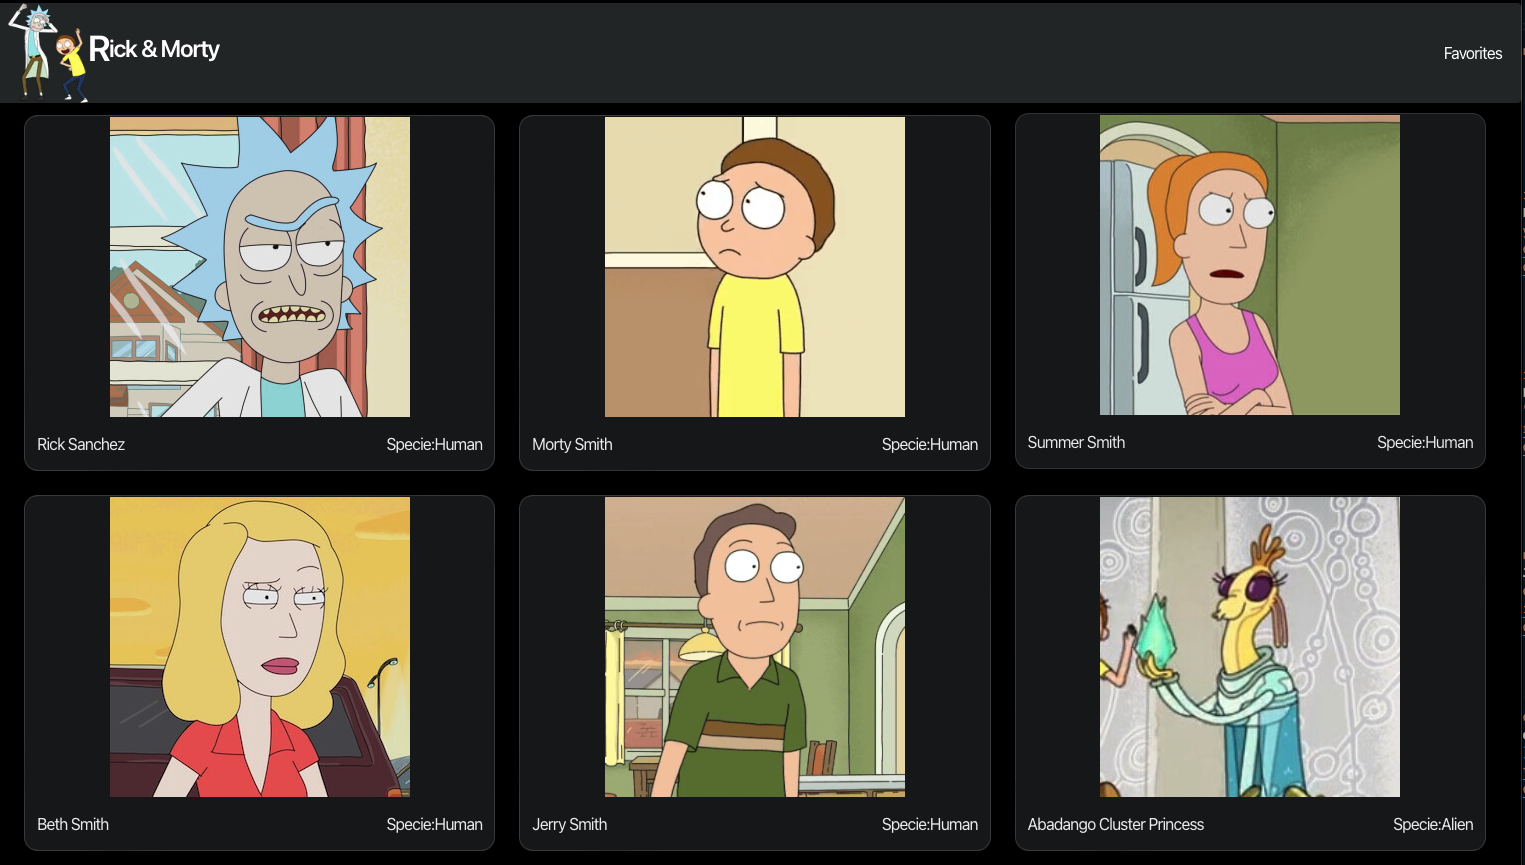 Rick & Morty
Favorites
Rick Sanchez Specie:Human
Morty Smith Specie:Human
Summer Smith Specie:Human
Beth Smith Specie:Human
Jerry Smith Specie:Human
Abadango Cluster Princess Specie:Alien